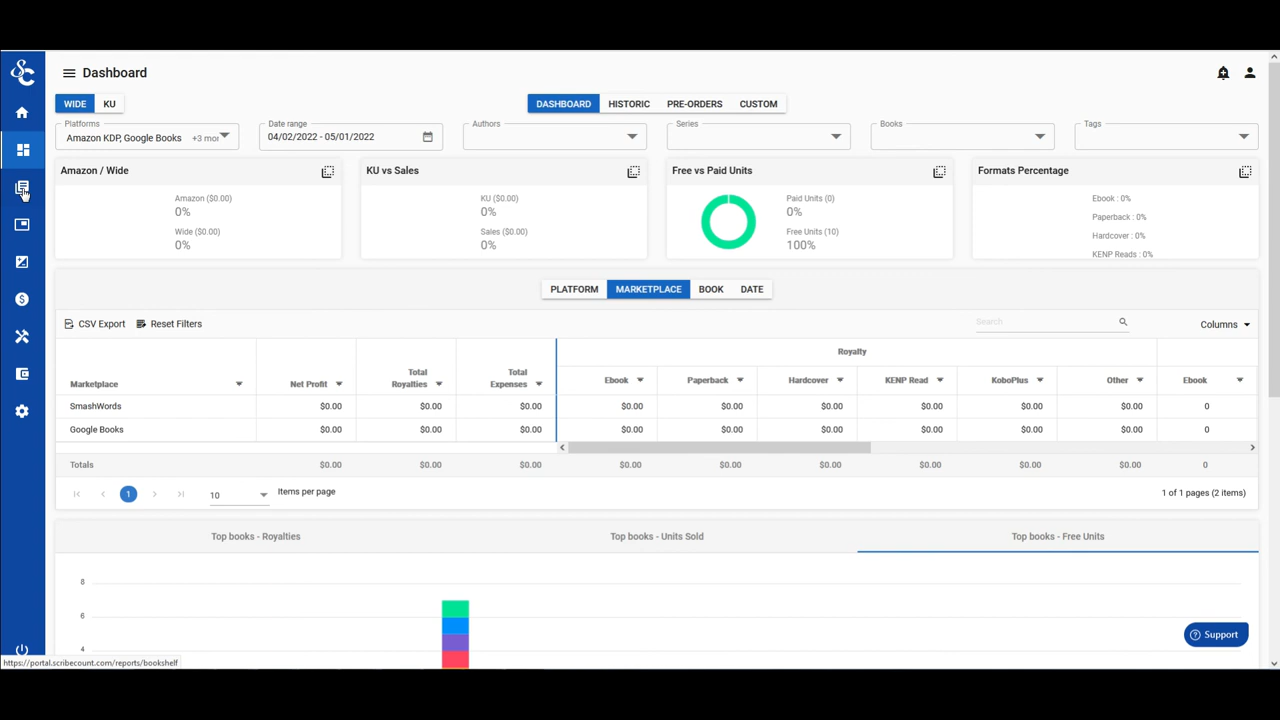 SC
Dashboard
WIDE KU
DASHBOARD HISTORIC PRE-ORDERS CUSTOM
Platforms Date range Authors Series Books Tags
Amazon KDP, Google Books +3 mor 04/02/2022 - 05/01/2022
Amazon / Wide KU vs Sales Free vs Paid Units Formats Percentage
Amazon ($0.00) KU ($0.00) Paid Units (0) Ebook : 0%
0% 0% 0% Paperback : 0%
Wide ($0.00) Sales ($0.00) Free Units (10) Hardcover : 0%
0% 0% 100% KENP Reads : 0%
PLATFORM MARKETPLACE BOOK DATE
CSV Export Reset Filters Search Columns
Royalty
Marketplace Net Profit Total Royalties Total Expenses Ebook Paperback Hardcover KENP Read KoboPlus Other Ebook
SmashWords $0.00 $0.00 $0.00 $0.00 $0.00 $0.00 $0.00 $0.00 $0.00 0
Google Books $0.00 $0.00 $0.00 $0.00 $0.00 $0.00 $0.00 $0.00 $0.00 0
Totals $0.00 $0.00 $0.00 $0.00 $0.00 $0.00 $0.00 $0.00 $0.00 0
1 10 Items per page 1 of 1 pages (2 items)
Top books - Royalties Top books - Units Sold Top books - Free Units
8
6
4
Support
https://portal.scribecount.com/reports/bookshelf